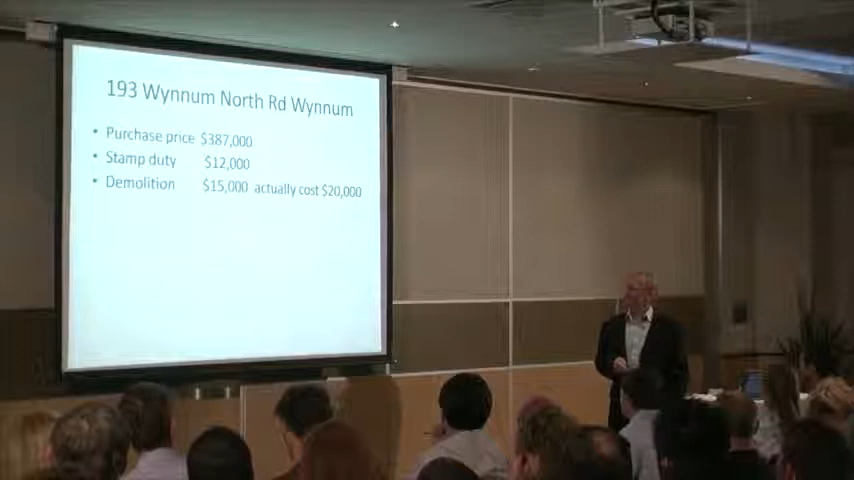 193 Wynnum North Rd Wynnum
• Purchase price $387,000
• Stamp duty $12,000
• Demolition $15,000 actually cost $20,000